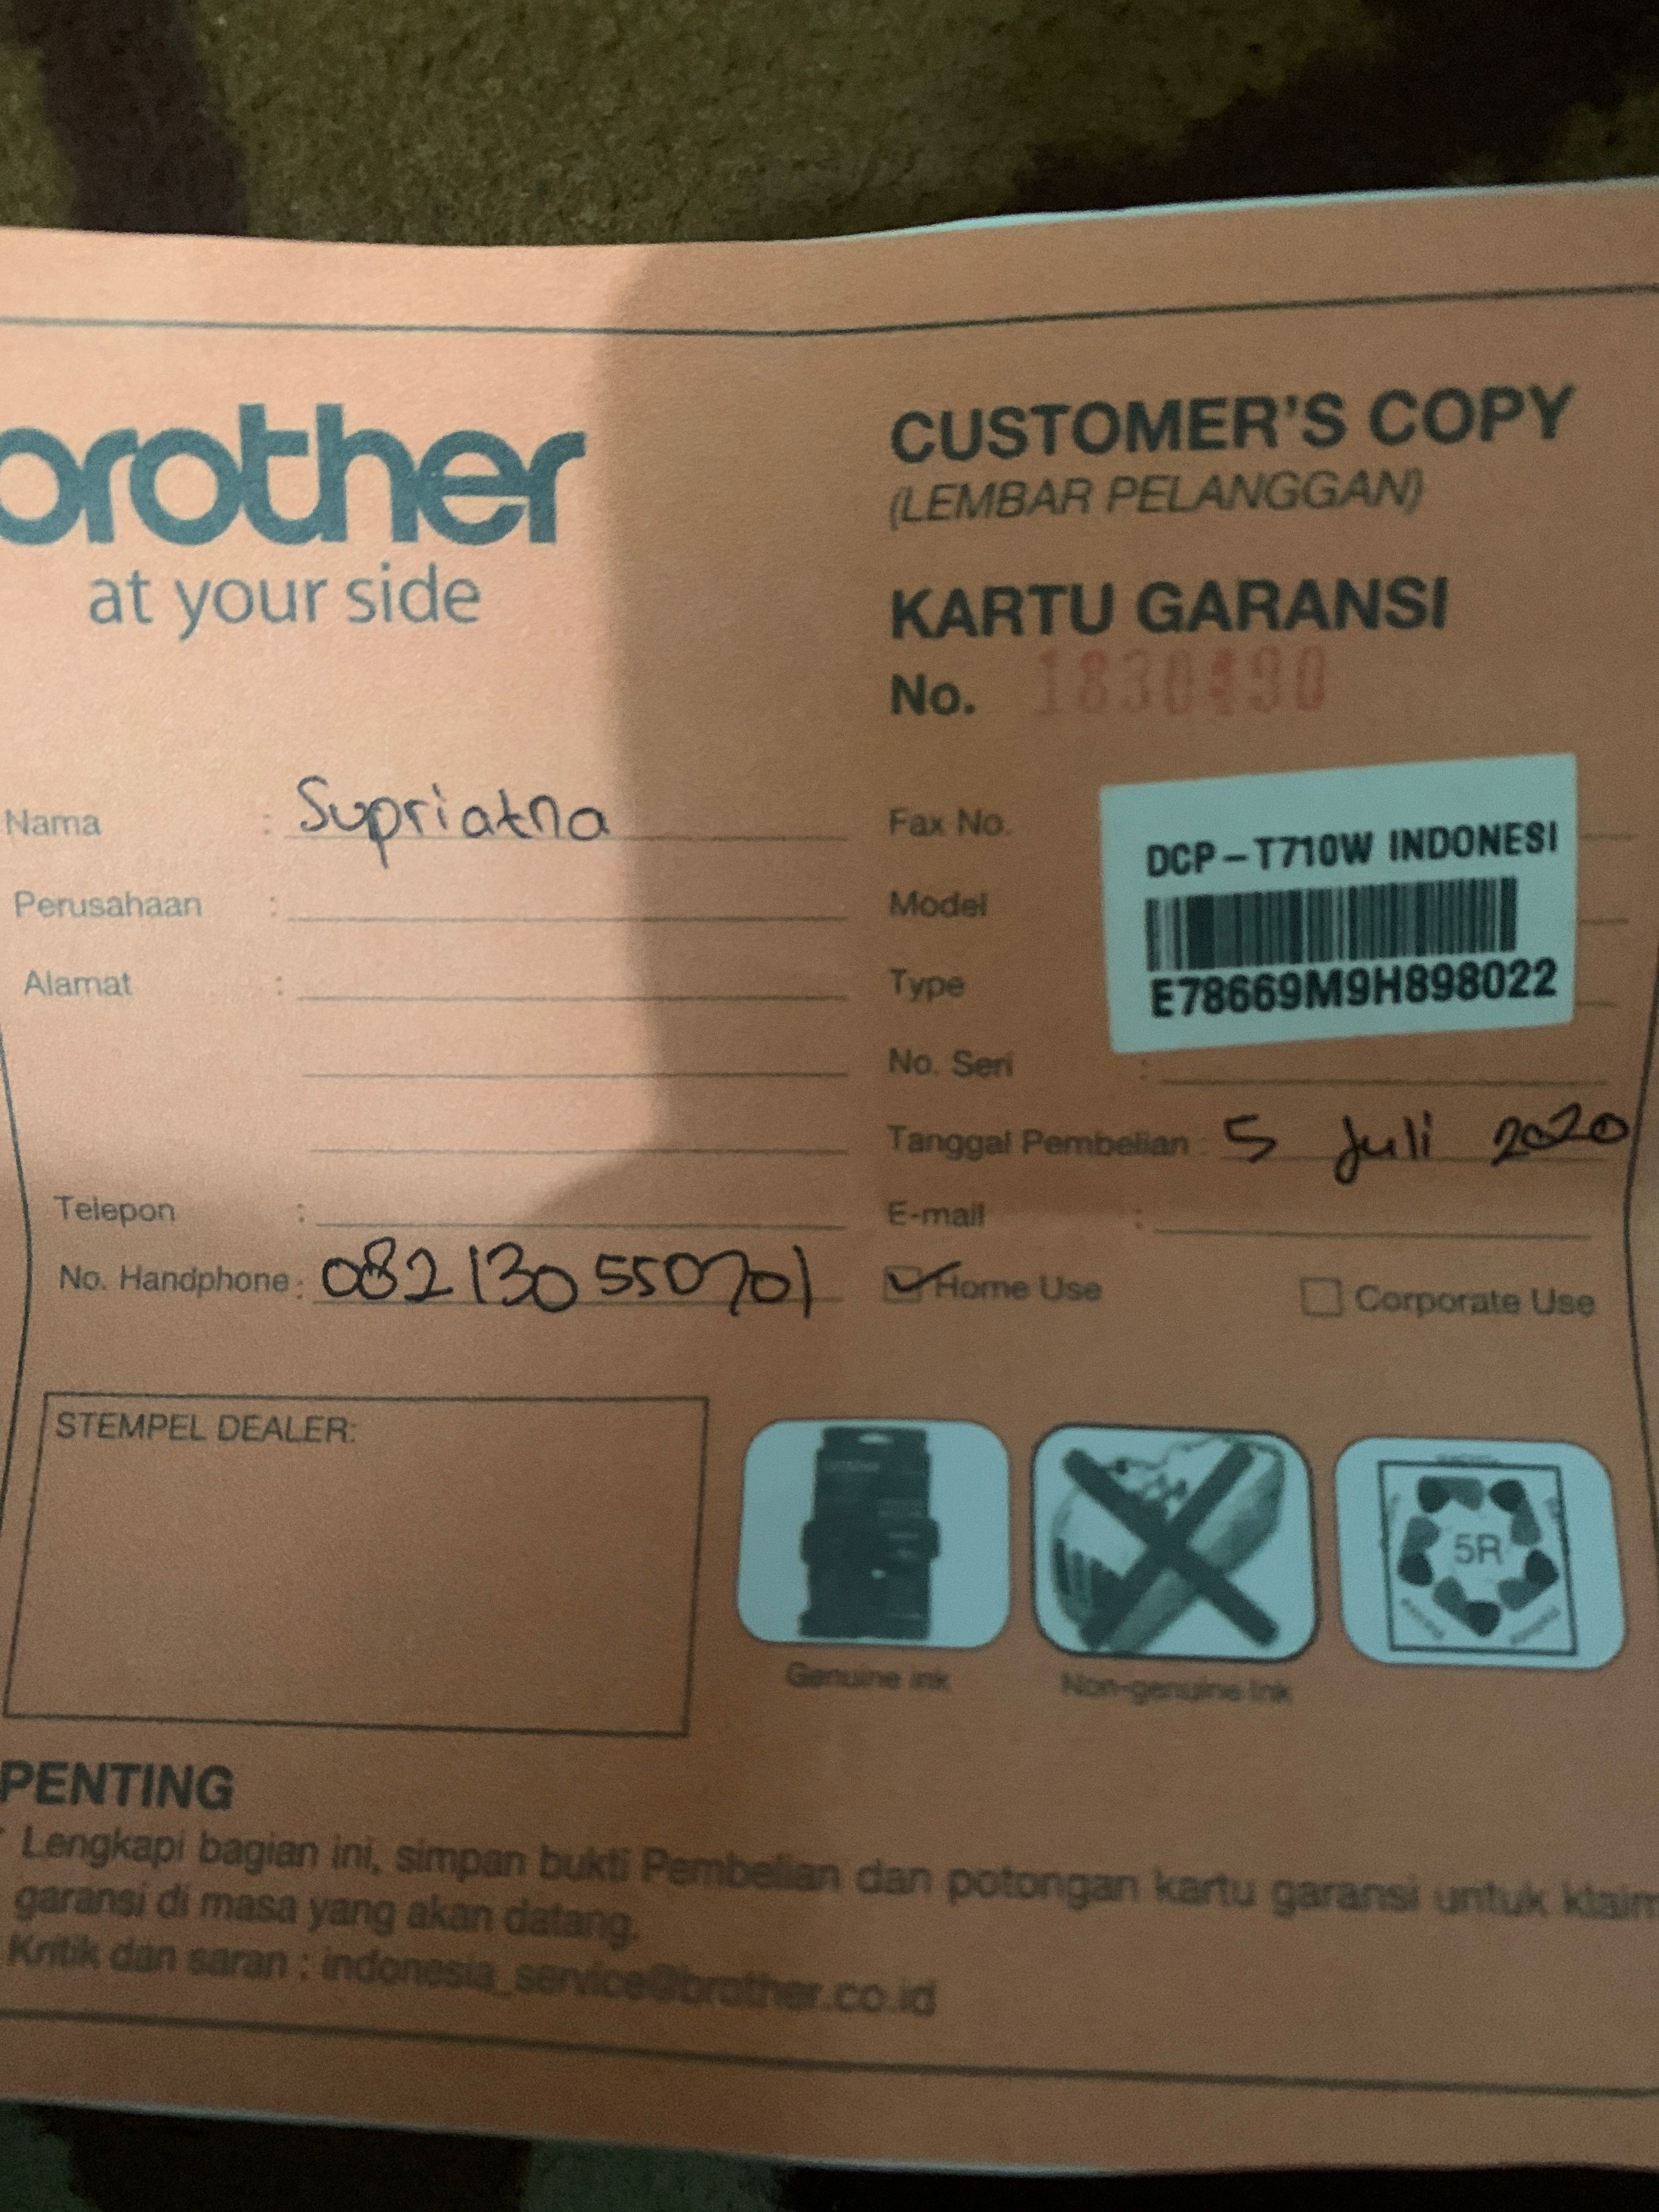 brother
at your side
CUSTOMER'S COPY
(LEMBAR PELANGGAN)
KARTU GARANSI
No. 1830490
Nama : Supriatna
Perusahaan :
Alamat :
Telepon :
No. Handphone : 082130550701
Fax No.
Model
Type
DCP-T710W INDONESI
E78669M9H898022
No. Seri :
Tanggal Pembelian : 5 Juli 2020
E-mail :
Home Use
Corporate Use
STEMPEL DEALER:
Genuine ink
Non-genuine Ink
5R
PENTING
Lengkapi bagian ini, simpan bukti Pembelian dan potongan kartu garansi untuk klaim
garansi di masa yang akan datang.
Kritik dan saran : indonesia_service@brother.co.id